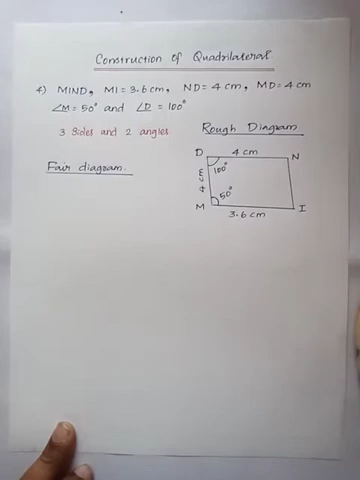 Construction of Quadrilateral
4) MIND, MI = 3.6 cm, ND = 4 cm, MD = 4 cm
∠M = 50° and ∠D = 100°
3 Sides and 2 angles
Rough Diagram
Fair diagram.
D 4 cm N
100°
4 cm
50°
M I
3.6 cm